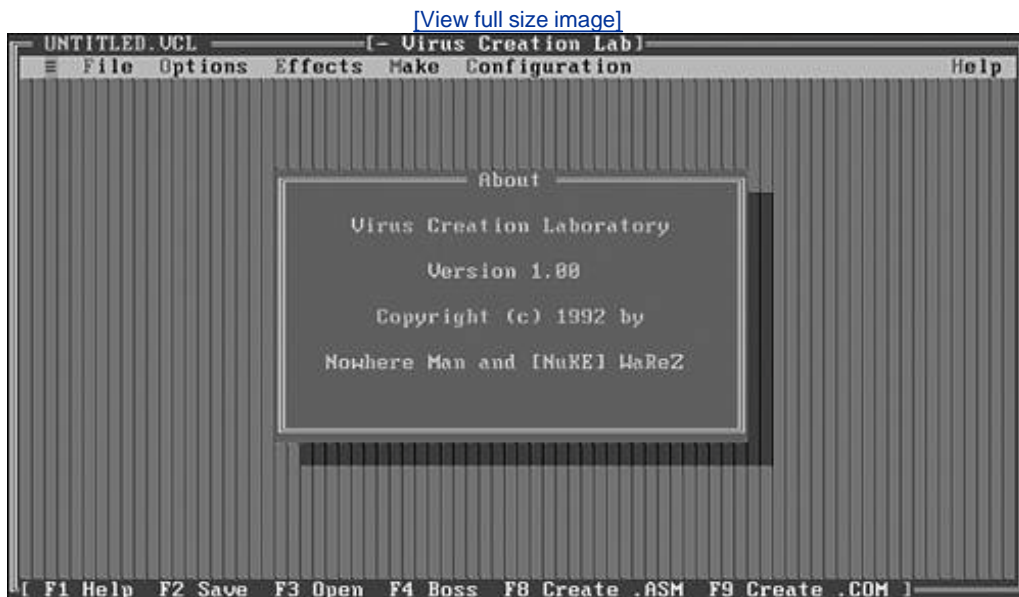 [View full size image]
UNTITLED.VCL [- Virus Creation Lab]
≡ File Options Effects Make Configuration Help
About
Virus Creation Laboratory
Version 1.00
Copyright (c) 1992 by
Nowhere Man and [NuKE] WaReZ
[ F1 Help F2 Save F3 Open F4 Boss F8 Create .ASM F9 Create .COM ]